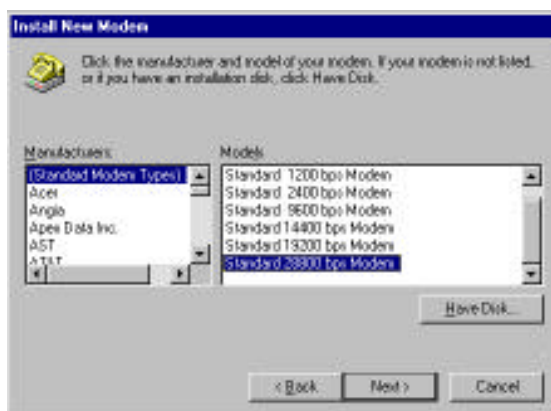 Install New Modem
Click the manufacturer and model of your modem. If your modem is not listed,
or if you have an installation disk, click Have Disk.
Manufacturers:
(Standard Modem Types)
Acer
Angia
Apex Data Inc.
AST
AT&T
Models
Standard 1200 bps Modem
Standard 2400 bps Modem
Standard 9600 bps Modem
Standard 14400 bps Modem
Standard 19200 bps Modem
Standard 28800 bps Modem
Have Disk...
< Back
Next >
Cancel